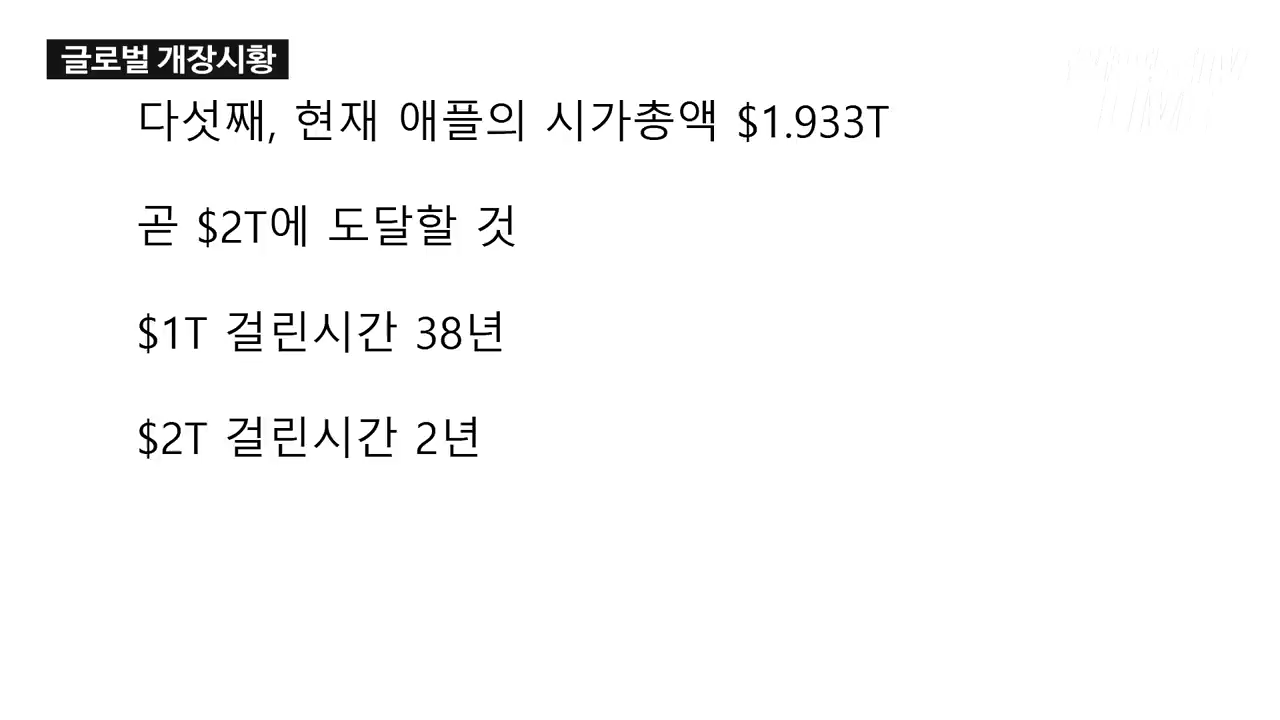 글로벌 개장시황
다섯째, 현재 애플의 시가총액 $1.933T
곧 $2T에 도달할 것
$1T 걸린시간 38년
$2T 걸린시간 2년